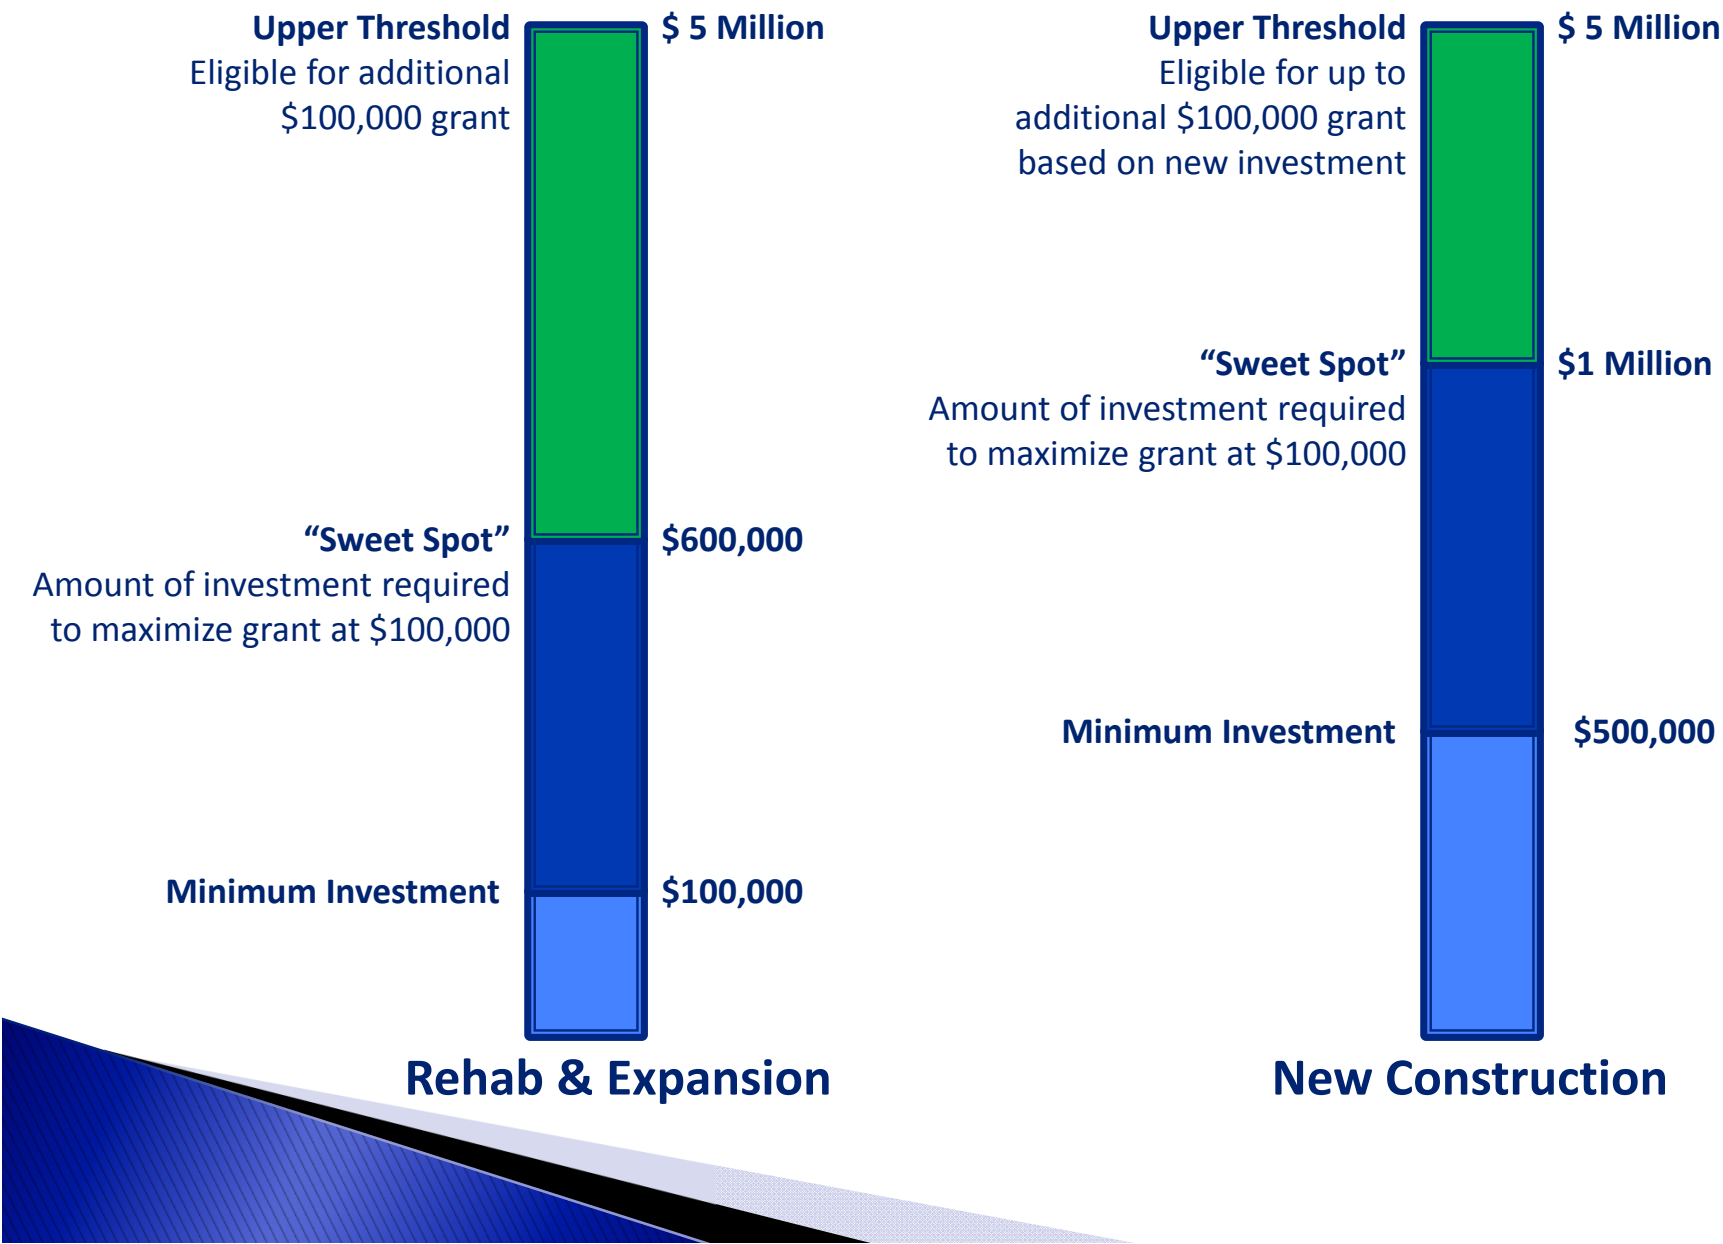 Upper Threshold
Eligible for additional
$100,000 grant
$ 5 Million
“Sweet Spot”
Amount of investment required
to maximize grant at $100,000
$600,000
Minimum Investment
$100,000
Rehab & Expansion
Upper Threshold
Eligible for up to
additional $100,000 grant
based on new investment
$ 5 Million
“Sweet Spot”
Amount of investment required
to maximize grant at $100,000
$1 Million
Minimum Investment
$500,000
New Construction